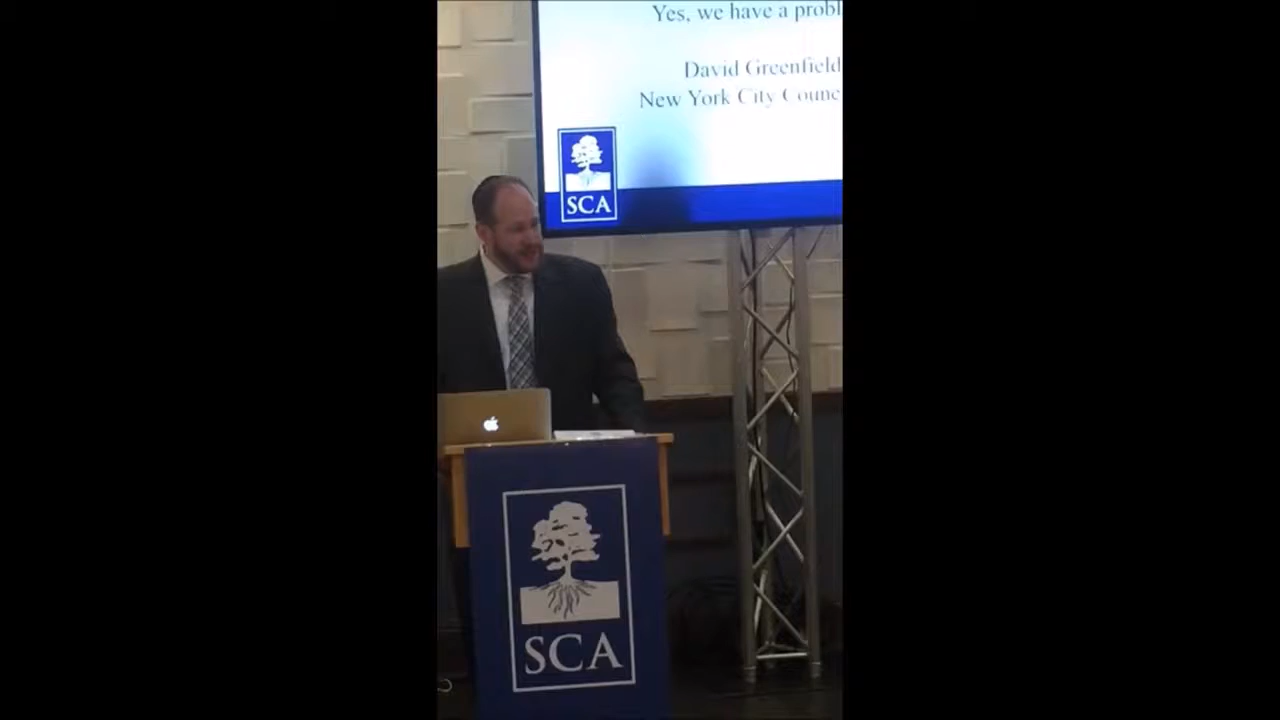 Yes, we have a probl
David Greenfield
New York City Counc
SCA
SCA